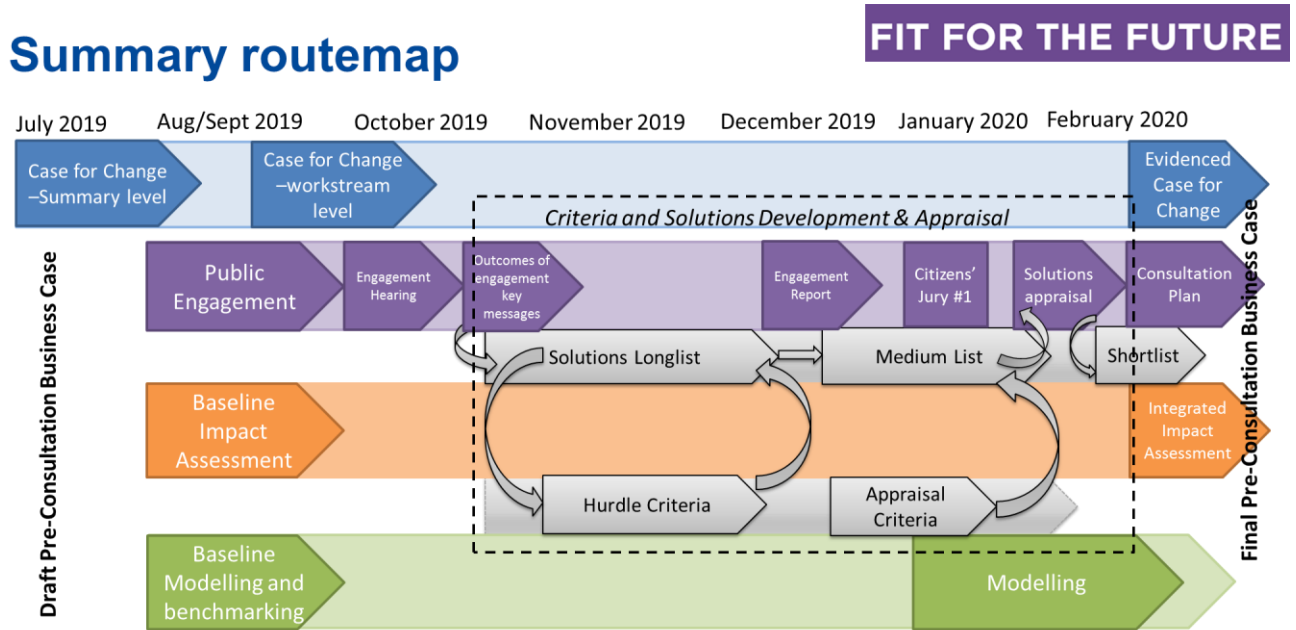 Summary routemap
FIT FOR THE FUTURE
July 2019
Aug/Sept 2019
October 2019
November 2019
December 2019
January 2020
February 2020
Case for Change
–Summary level
Case for Change
–workstream
level
Evidenced
Case for
Change
Criteria and Solutions Development & Appraisal
Public
Engagement
Engagement
Hearing
Outcomes of
engagement
key
messages
Engagement
Report
Citizens’
Jury #1
Solutions
appraisal
Consultation
Plan
Solutions Longlist
Medium List
Shortlist
Baseline
Impact
Assessment
Integrated
Impact
Assessment
Hurdle Criteria
Appraisal
Criteria
Baseline
Modelling and
benchmarking
Modelling
Draft Pre-Consultation Business Case
Final Pre-Consultation Business Case